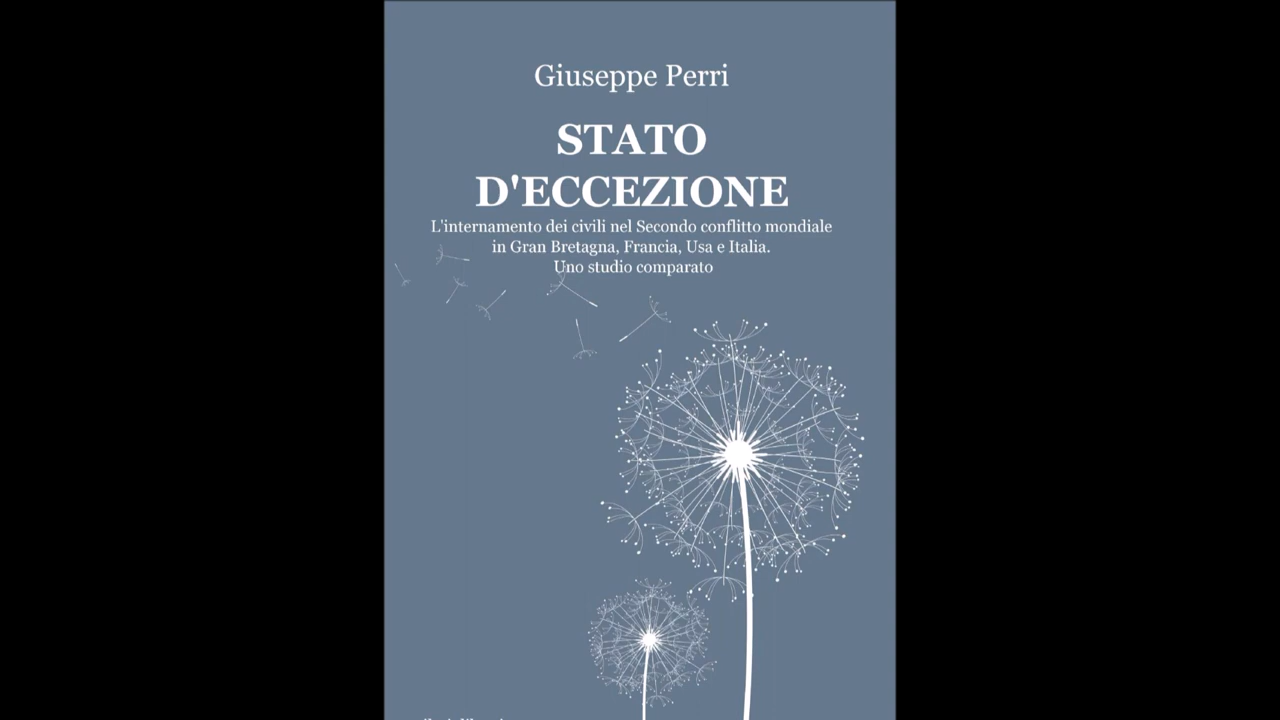 Giuseppe Perri
STATO
D'ECCEZIONE
L'internamento dei civili nel Secondo conflitto mondiale
in Gran Bretagna, Francia, Usa e Italia.
Uno studio comparato